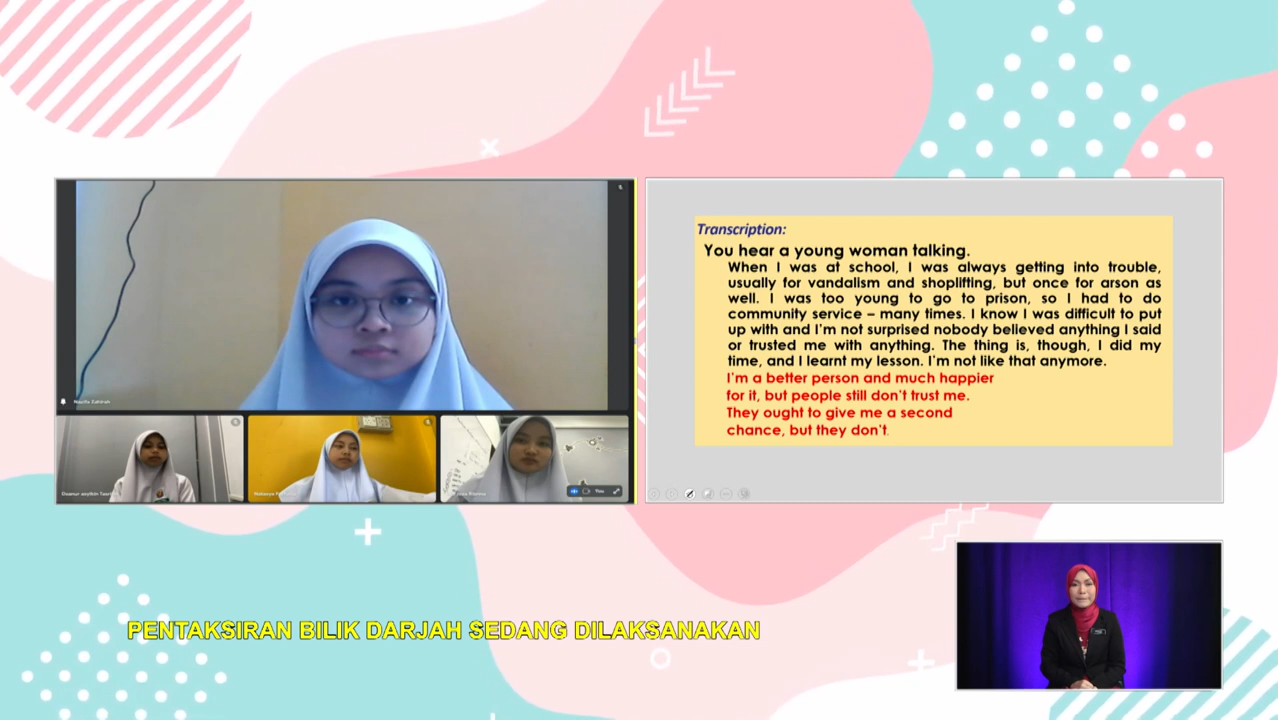 Transcription:
You hear a young woman talking.
When I was at school, I was always getting into trouble,
usually for vandalism and shoplifting, but once for arson as
well. I was too young to go to prison, so I had to do
community service – many times. I know I was difficult to put
up with and I'm not surprised nobody believed anything I said
or trusted me with anything. The thing is, though, I did my
time, and I learnt my lesson. I'm not like that anymore.
I'm a better person and much happier
for it, but people still don't trust me.
They ought to give me a second
chance, but they don't.
You
PENTAKSIRAN BILIK DARJAH SEDANG DILAKSANAKAN